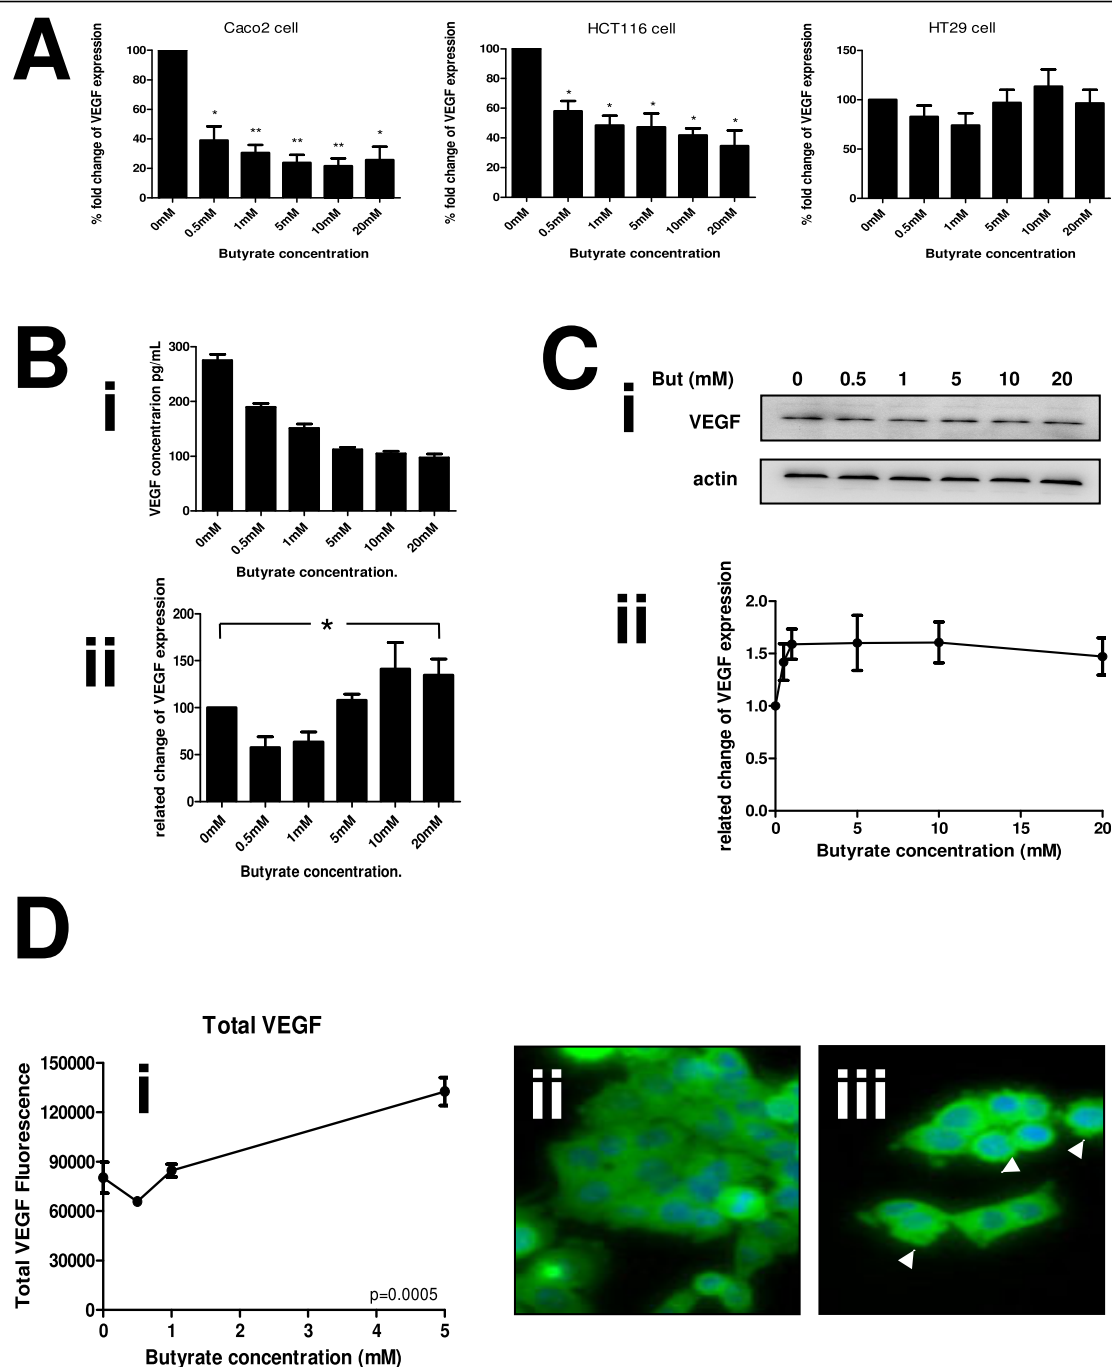 A
Caco2 cell
% fold change of VEGF expression
100
80
60
40
20
0
* ** ** ** *
0mM 0.5mM 1mM 5mM 10mM 20mM
Butyrate concentration
HCT116 cell
% fold change of VEGF expression
100
80
60
40
20
0
* * * * *
0mM 0.5mM 1mM 5mM 10mM 20mM
Butyrate concentration
HT29 cell
% fold change of VEGF expression
150
100
50
0
0mM 0.5mM 1mM 5mM 10mM 20mM
Butyrate concentration
B
i
VEGF concentrarion pg/mL
300
200
100
0
0mM 0.5mM 1mM 5mM 10mM 20mM
Butyrate concentration.
ii
related change of VEGF expression
200
150
100
50
0
*
0mM 0.5mM 1mM 5mM 10mM 20mM
Butyrate concentration.
C
i
But (mM) 0 0.5 1 5 10 20
VEGF
actin
ii
related change of VEGF expression
2.0
1.5
1.0
0.5
0.0
0 5 10 15 20
Butyrate concentration (mM)
D
Total VEGF
i
Total VEGF Fluorescence
150000
120000
90000
60000
30000
0
p=0.0005
0 1 2 3 4 5
Butyrate concentration (mM)
ii
iii